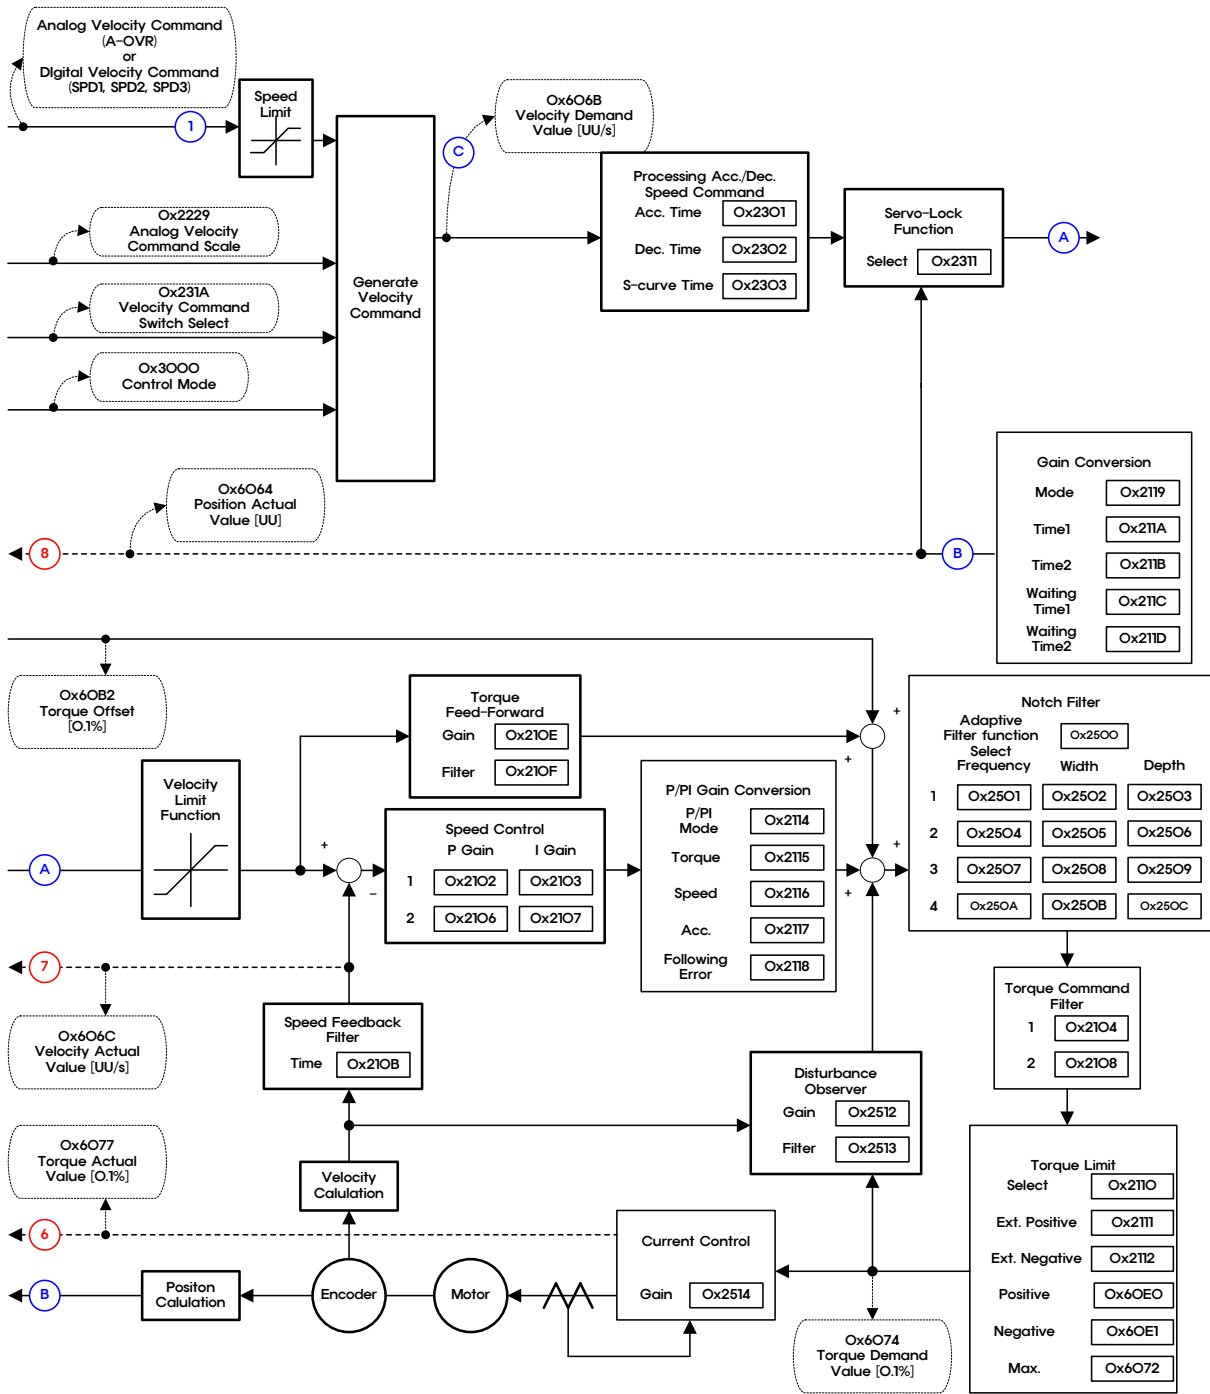 Analog Velocity Command
(A-OVR)
or
DIgital Velocity Command
(SPD1, SPD2, SPD3)
1
Speed
Limit
C
0x606B
Velocity Demand
Value [UU/s]
Processing Acc./Dec.
Speed Command
Acc. Time 0x2301
Dec. Time 0x2302
S-curve Time 0x2303
Servo-Lock
Function
Select 0x2311
A
0x2229
Analog Velocity
Command Scale
0x231A
Velocity Command
Switch Select
0x3000
Control Mode
Generate
Velocity
Command
0x6064
Position Actual
Value [UU]
8
B
Gain Conversion
Mode 0x2119
Time1 0x211A
Time2 0x211B
Waiting
Time1 0x211C
Waiting
Time2 0x211D
0x60B2
Torque Offset
[0.1%]
Torque
Feed-Forward
Gain 0x210E
Filter 0x210F
+
+
Velocity
Limit
Function
A
+
−
Speed Control
P Gain I Gain
1 0x2102 0x2103
2 0x2106 0x2107
P/PI Gain Conversion
P/PI
Mode 0x2114
Torque 0x2115
Speed 0x2116
Acc. 0x2117
Following
Error 0x2118
+
+
Notch Filter
Adaptive
Filter function
Select 0x2500
Frequency Width Depth
1 0x2501 0x2502 0x2503
2 0x2504 0x2505 0x2506
3 0x2507 0x2508 0x2509
4 0x250A 0x250B 0x250C
7
0x606C
Velocity Actual
Value [UU/s]
Speed Feedback
Filter
Time 0x210B
Torque Command
Filter
1 0x2104
2 0x2108
Disturbance
Observer
Gain 0x2512
Filter 0x2513
0x6077
Torque Actual
Value [0.1%]
Velocity
Calulation
6
Torque Limit
Select 0x2110
Ext. Positive 0x2111
Ext. Negative 0x2112
Positive 0x60E0
Negative 0x60E1
Max. 0x6072
Current Control
Gain 0x2514
B
Positon
Calulation
Encoder
Motor
0x6074
Torque Demand
Value [0.1%]